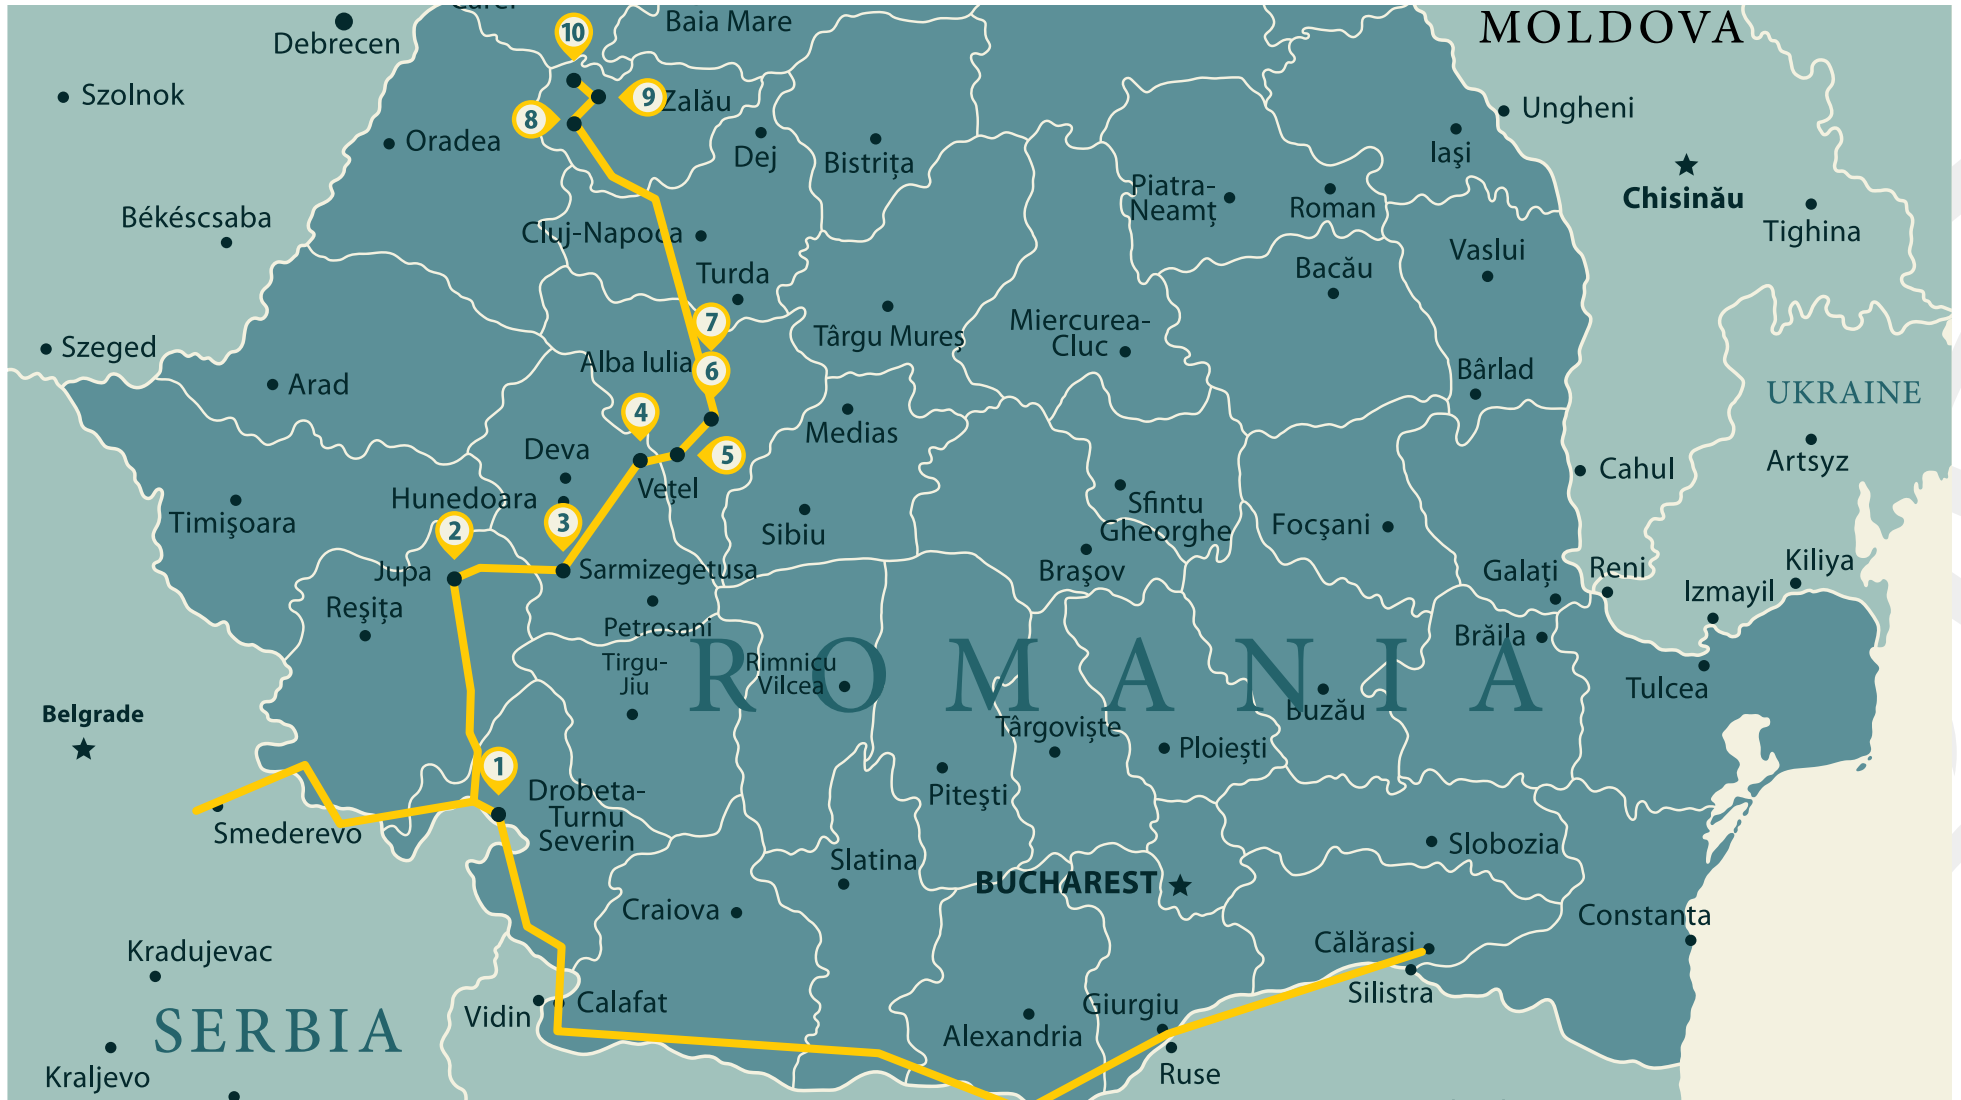 Baia Mare
MOLDOVA
10
Debrecen
Szolnok
9
Zalău
Ungheni
8
Oradea
Dej
Bistrița
Iași
Piatra-
Neamț
Roman
Chisinău
Békéscsaba
Cluj-Napoca
Tighina
Vaslui
Turda
Bacău
7
Târgu Mureș
Miercurea-
Cluc
Szeged
Alba Iulia
6
Arad
Bârlad
UKRAINE
4
Medias
Deva
5
Artsyz
Cahul
Vețel
Hunedoara
Sfintu
Gheorghe
Timișoara
2
3
Sibiu
Focșani
Jupa
Sarmizegetusa
Brașov
Galați
Reni
Kiliya
Izmayil
Reșița
Petrosani
Brăila
Tirgu-
Jiu
Rimnicu
Vilcea
ROMANIA
Tulcea
Belgrade
Buzău
Târgoviște
Ploiești
1
Drobeta-
Turnu
Severin
Pitești
Smederevo
Slobozia
Slatina
BUCHAREST
Craiova
Constanta
Călărasi
Kradujevac
Silistra
Vidin
Calafat
Giurgiu
SERBIA
Alexandria
Kraljevo
Ruse